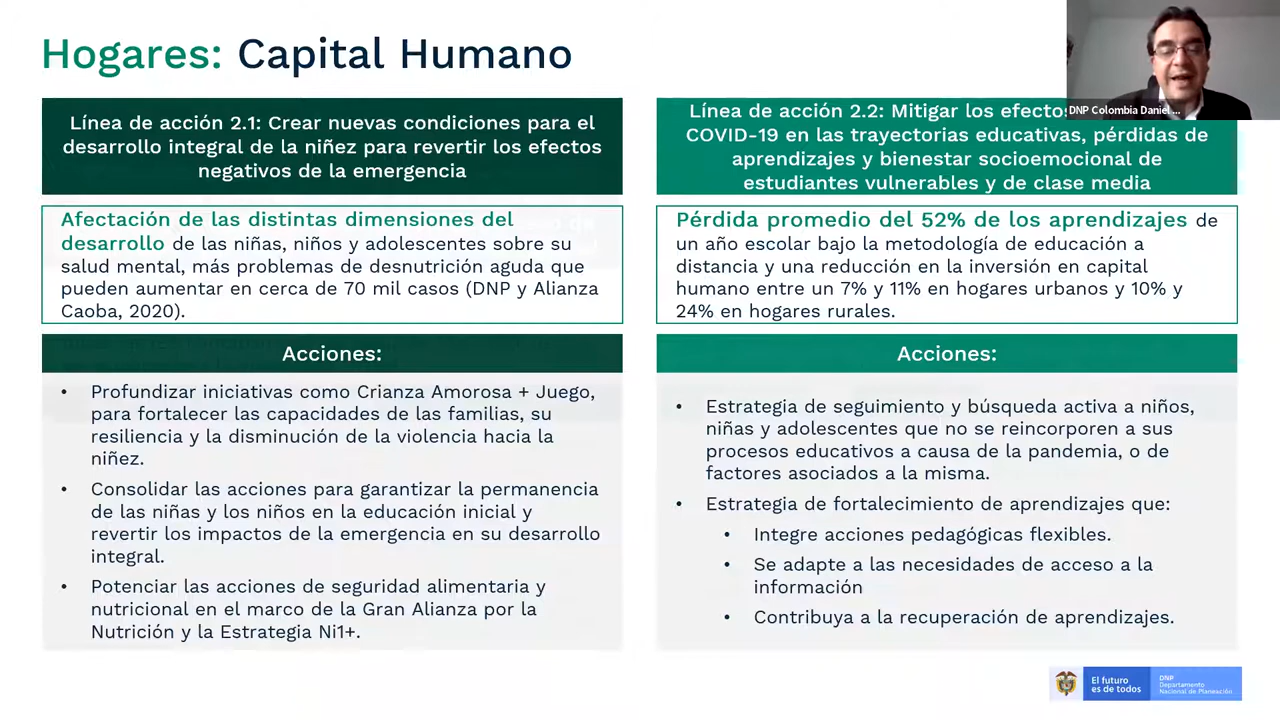 Hogares: Capital Humano
DNP Colombia Daniel ...
Línea de acción 2.1: Crear nuevas condiciones para el
desarrollo integral de la niñez para revertir los efectos
negativos de la emergencia
Afectación de las distintas dimensiones del
desarrollo de las niñas, niños y adolescentes sobre su
salud mental, más problemas de desnutrición aguda que
pueden aumentar en cerca de 70 mil casos (DNP y Alianza
Caoba, 2020).
Acciones:
• Profundizar iniciativas como Crianza Amorosa + Juego,
para fortalecer las capacidades de las familias, su
resiliencia y la disminución de la violencia hacia la
niñez.
• Consolidar las acciones para garantizar la permanencia
de las niñas y los niños en la educación inicial y
revertir los impactos de la emergencia en su desarrollo
integral.
• Potenciar las acciones de seguridad alimentaria y
nutricional en el marco de la Gran Alianza por la
Nutrición y la Estrategia Ni1+.
Línea de acción 2.2: Mitigar los efectos
COVID-19 en las trayectorias educativas, pérdidas de
aprendizajes y bienestar socioemocional de
estudiantes vulnerables y de clase media
Pérdida promedio del 52% de los aprendizajes de
un año escolar bajo la metodología de educación a
distancia y una reducción en la inversión en capital
humano entre un 7% y 11% en hogares urbanos y 10% y
24% en hogares rurales.
Acciones:
• Estrategia de seguimiento y búsqueda activa a niños,
niñas y adolescentes que no se reincorporen a sus
procesos educativos a causa de la pandemia, o de
factores asociados a la misma.
• Estrategia de fortalecimiento de aprendizajes que:
• Integre acciones pedagógicas flexibles.
• Se adapte a las necesidades de acceso a la
información
• Contribuya a la recuperación de aprendizajes.
El futuro
es de todos
DNP
Departamento
Nacional de Planeación